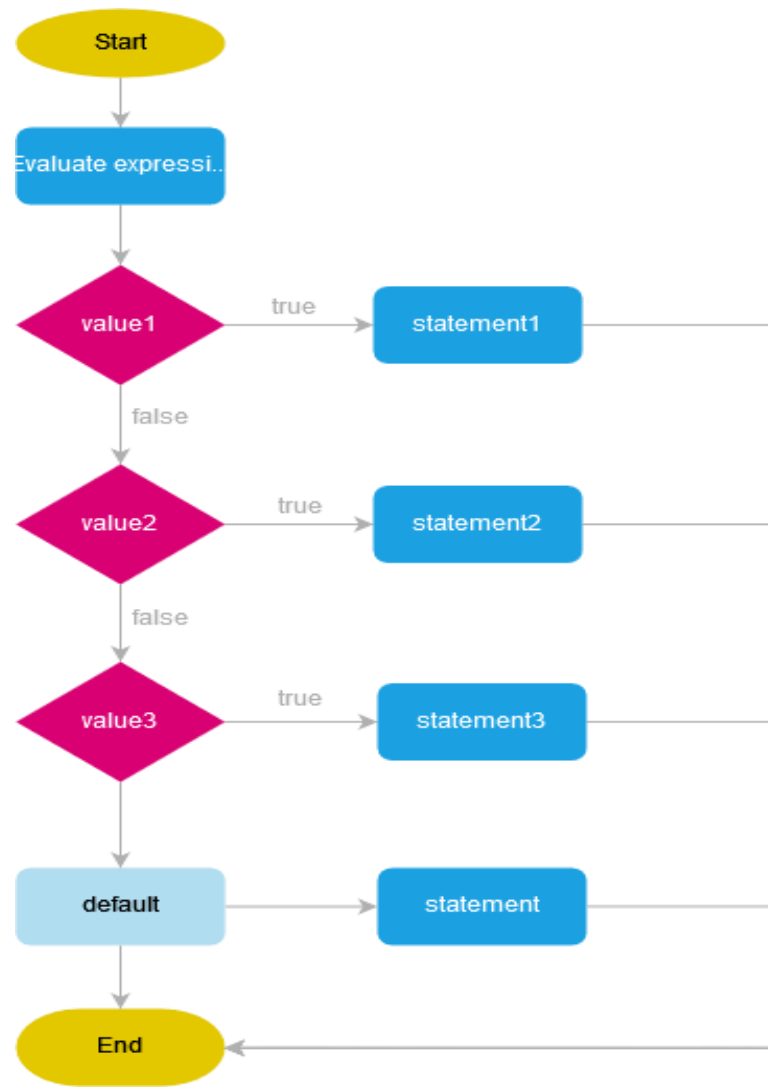 Start
Evaluate expressi..
value1
true
statement1
false
value2
true
statement2
false
value3
true
statement3
default
statement
End